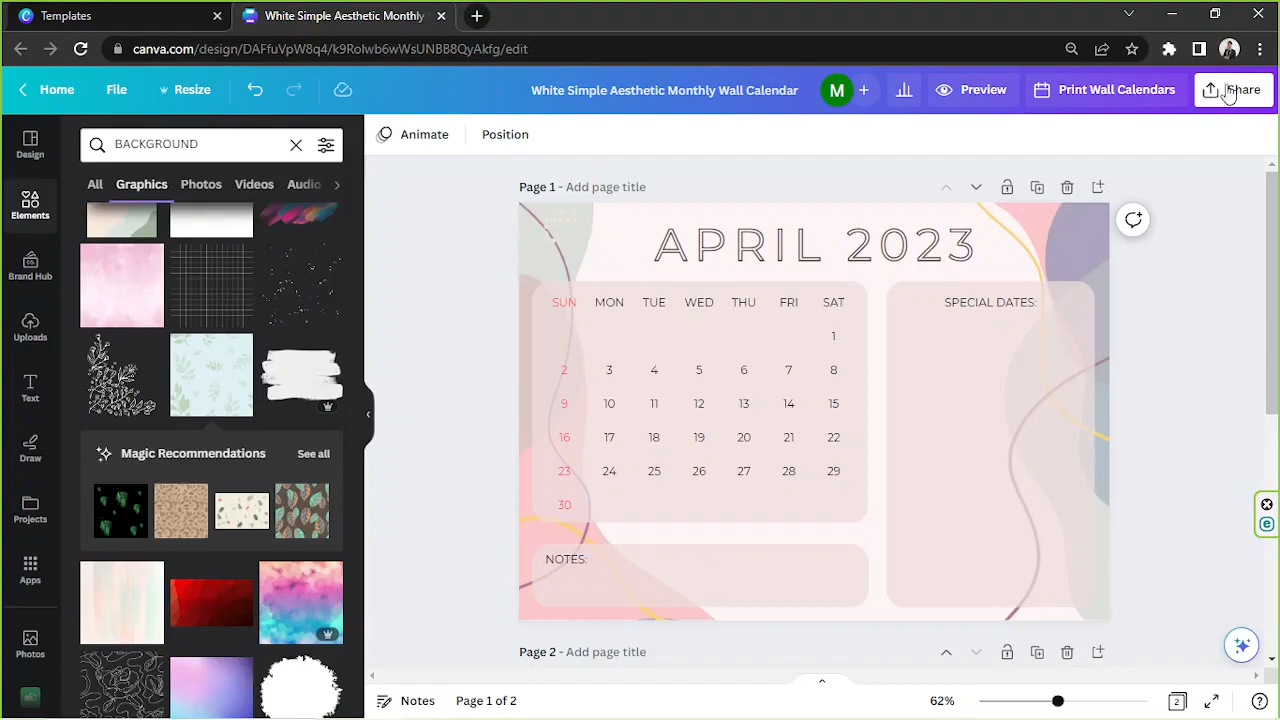 Templates
White Simple Aesthetic Monthly
canva.com/design/DAFfuVpW8q4/k9Rolwb6wWsUNBB8QyAkfg/edit
Home File Resize
White Simple Aesthetic Monthly Wall Calendar
M
Preview
Print Wall Calendars
Share
Design
Elements
Brand Hub
Uploads
Text
Draw
Projects
Apps
Photos
BACKGROUND
All Graphics Photos Videos Audio
Magic Recommendations See all
Animate Position
Page 1 - Add page title
APRIL 2023
SUN MON TUE WED THU FRI SAT
1
2 3 4 5 6 7 8
9 10 11 12 13 14 15
16 17 18 19 20 21 22
23 24 25 26 27 28 29
30
SPECIAL DATES:
NOTES:
Page 2 - Add page title
Notes Page 1 of 2 62% 2